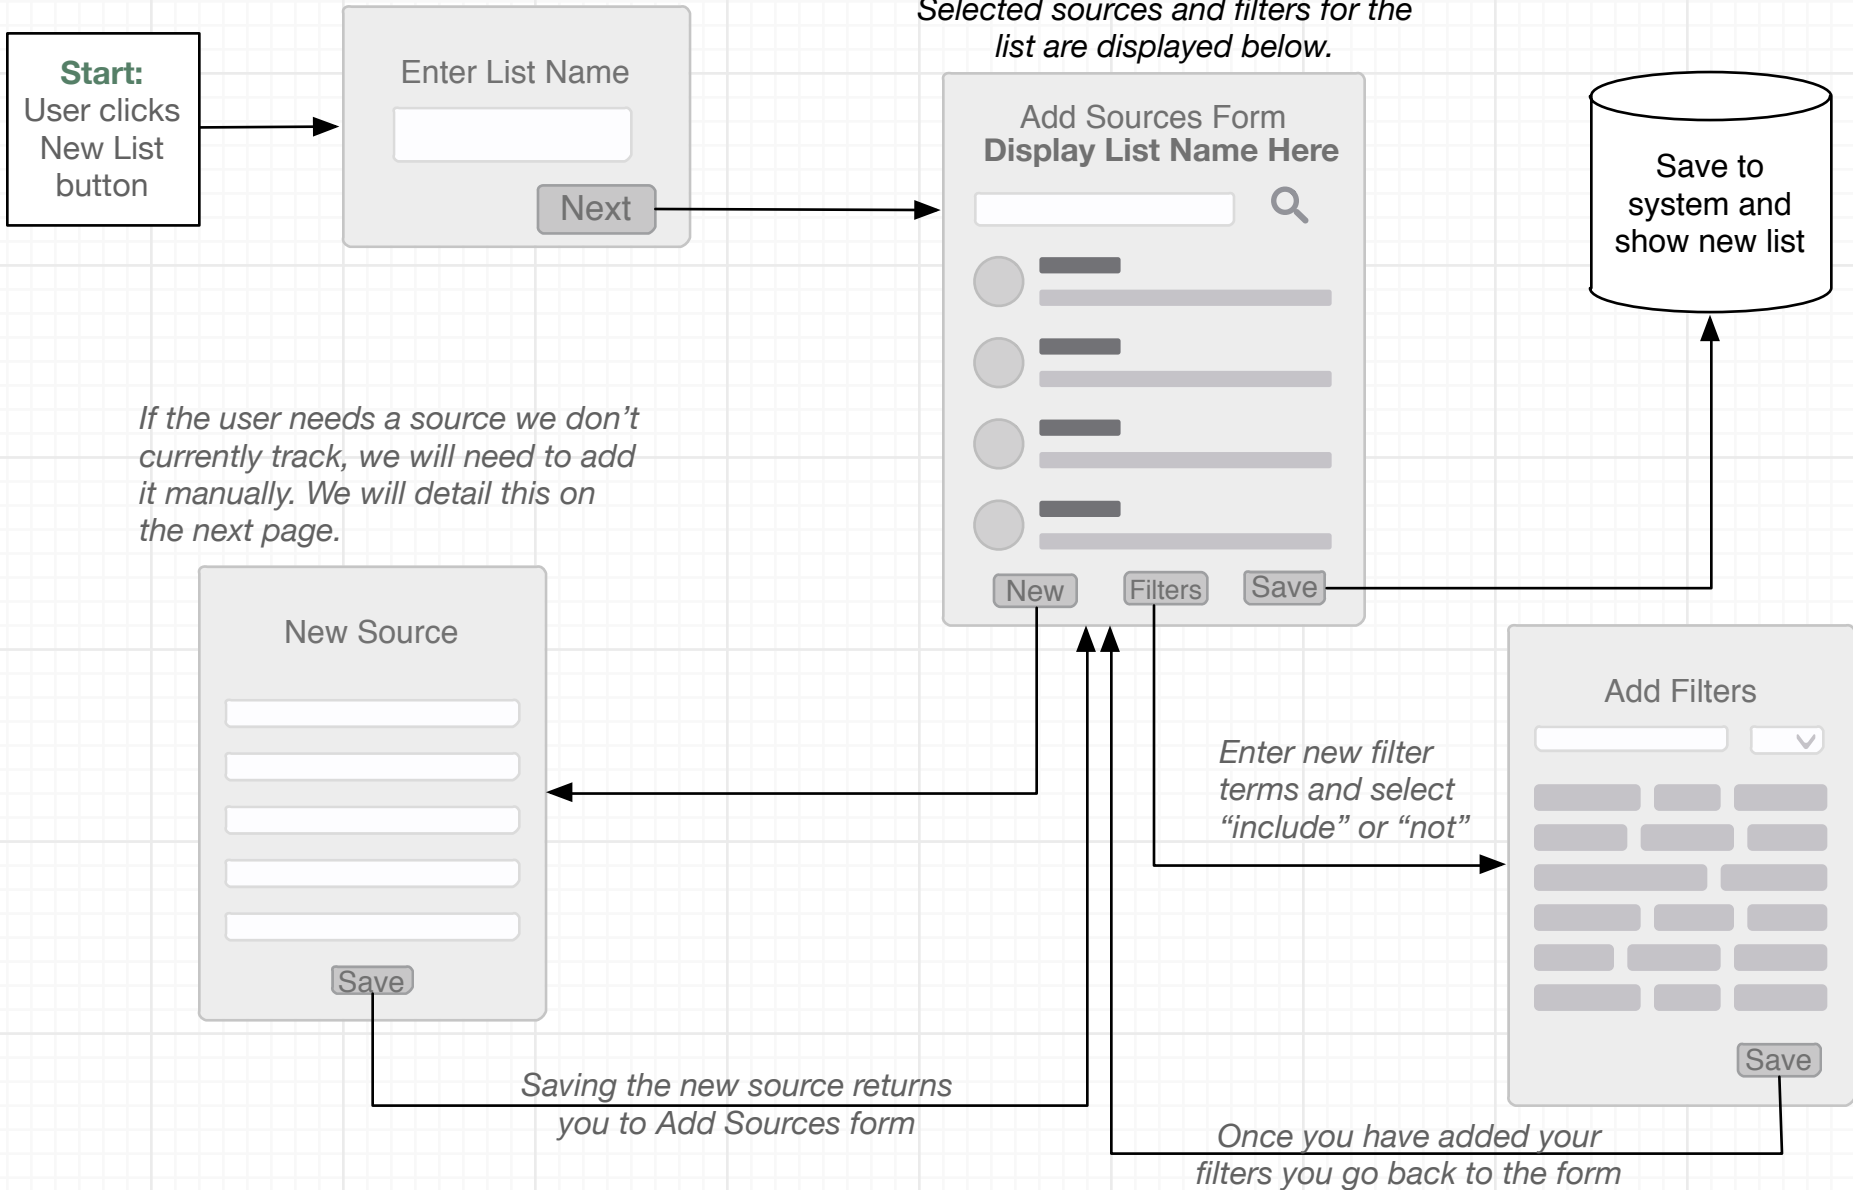 Start:
User clicks
New List
button
Enter List Name
Next
Selected sources and filters for the
list are displayed below.
Add Sources Form
Display List Name Here
New
Filters
Save
Save to
system and
show new list
If the user needs a source we don’t
currently track, we will need to add
it manually. We will detail this on
the next page.
New Source
Save
Saving the new source returns
you to Add Sources form
Enter new filter
terms and select
“include” or “not”
Add Filters
Save
Once you have added your
filters you go back to the form